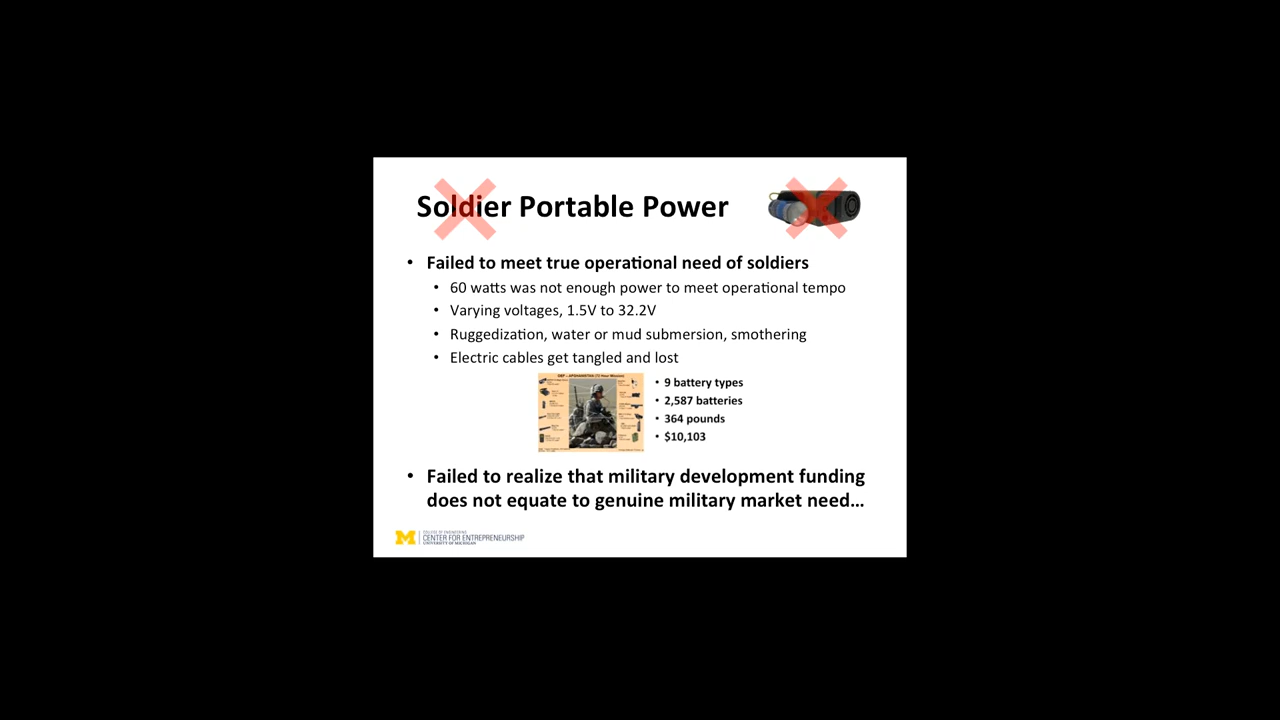 Soldier Portable Power
• Failed to meet true operational need of soldiers
• 60 watts was not enough power to meet operational tempo
• Varying voltages, 1.5V to 32.2V
• Ruggedization, water or mud submersion, smothering
• Electric cables get tangled and lost
• 9 battery types
• 2,587 batteries
• 364 pounds
• $10,103
• Failed to realize that military development funding
does not equate to genuine military market need…
M
COLLEGE OF ENGINEERING
CENTER FOR ENTREPRENEURSHIP
UNIVERSITY OF MICHIGAN